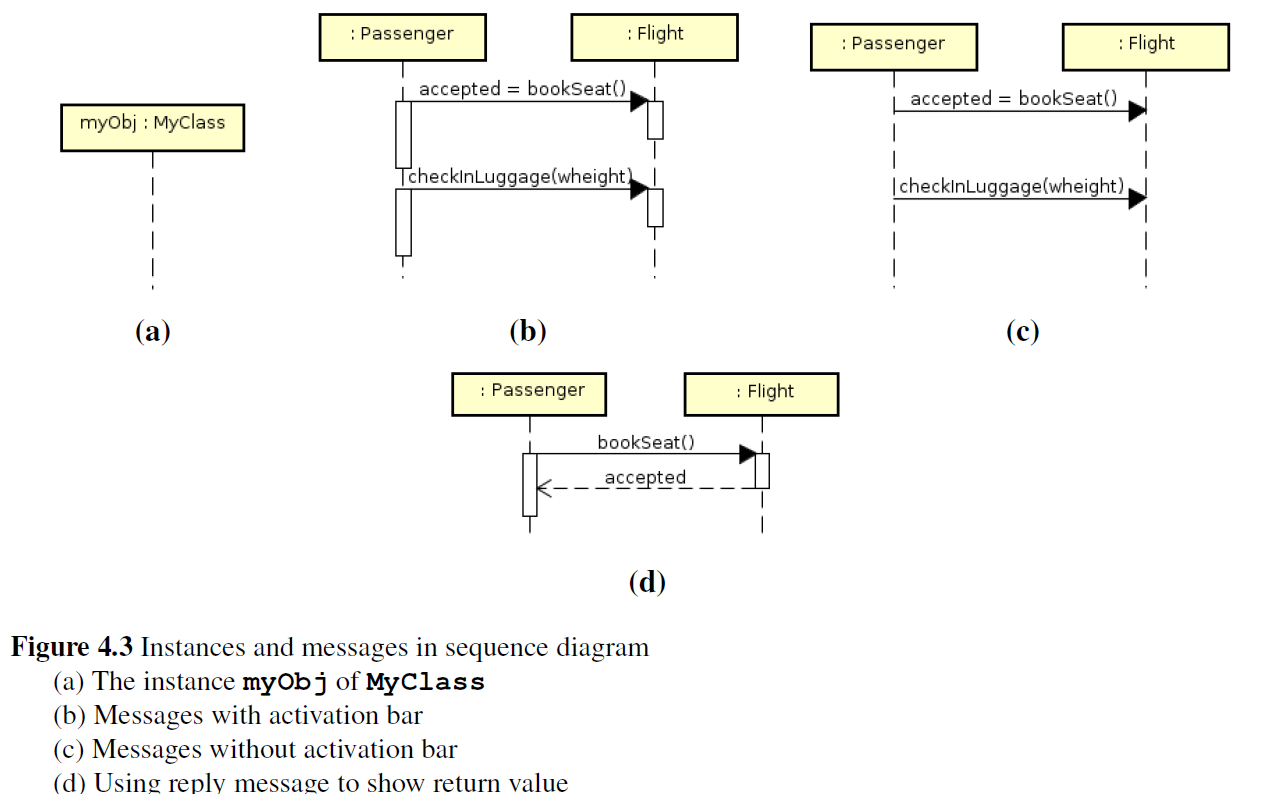 : Passenger
: Flight
: Passenger
: Flight
myObj : MyClass
accepted = bookSeat()
accepted = bookSeat()
checkInLuggage(wheight)
checkInLuggage(wheight)
(a)
(b)
(c)
: Passenger
: Flight
bookSeat()
accepted
(d)
Figure 4.3 Instances and messages in sequence diagram
(a) The instance myObj of MyClass
(b) Messages with activation bar
(c) Messages without activation bar
(d) Using reply message to show return value